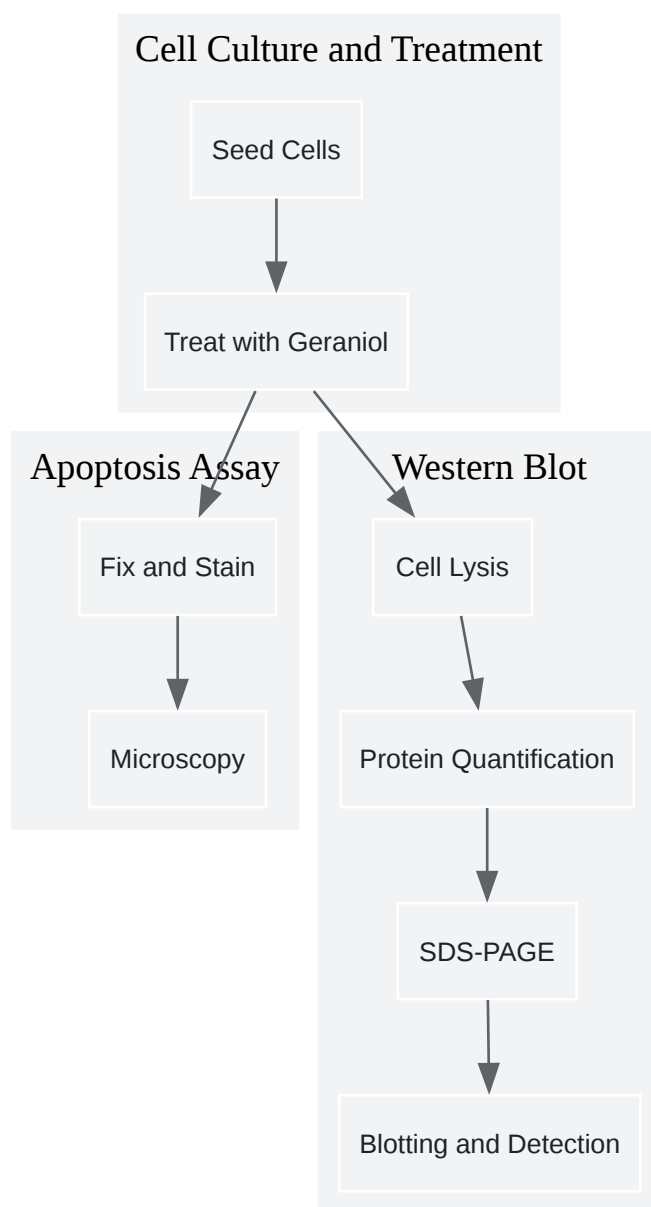 Cell Culture and Treatment
Seed Cells
Treat with Geraniol
Apoptosis Assay
Fix and Stain
Microscopy
Western Blot
Cell Lysis
Protein Quantification
SDS-PAGE
Blotting and Detection